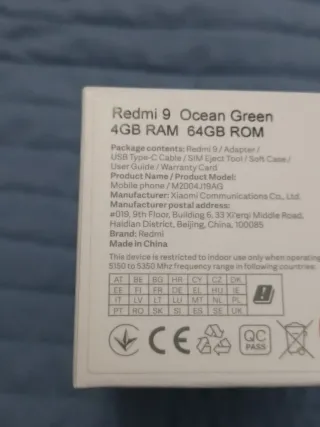 Redmi 9 Ocean Green
4GB RAM 64GB ROM
Package contents: Redmi 9 / Adapter /
USB Type-C Cable / SIM Eject Tool / Soft Case /
User Guide / Warranty Card
Product Name / Product Model:
Mobile phone / M2004J19AG
Manufacturer: Xiaomi Communications Co., Ltd.
Manufacturer postal address:
#019, 9th Floor, Building 6, 33 Xi'erqi Middle Road,
Haidian District, Beijing, China, 100085
Brand: Redmi
Made in China
This device is restricted to indoor use only when operating
5150 to 5350 Mhz frequency range in following countries:
AT BE BG HR CY CZ DK
EE FI FR DE EL HU IE
IT LV LT LU MT NL PL
PT RO SK SI ES SE UK
CE
QC
PASS